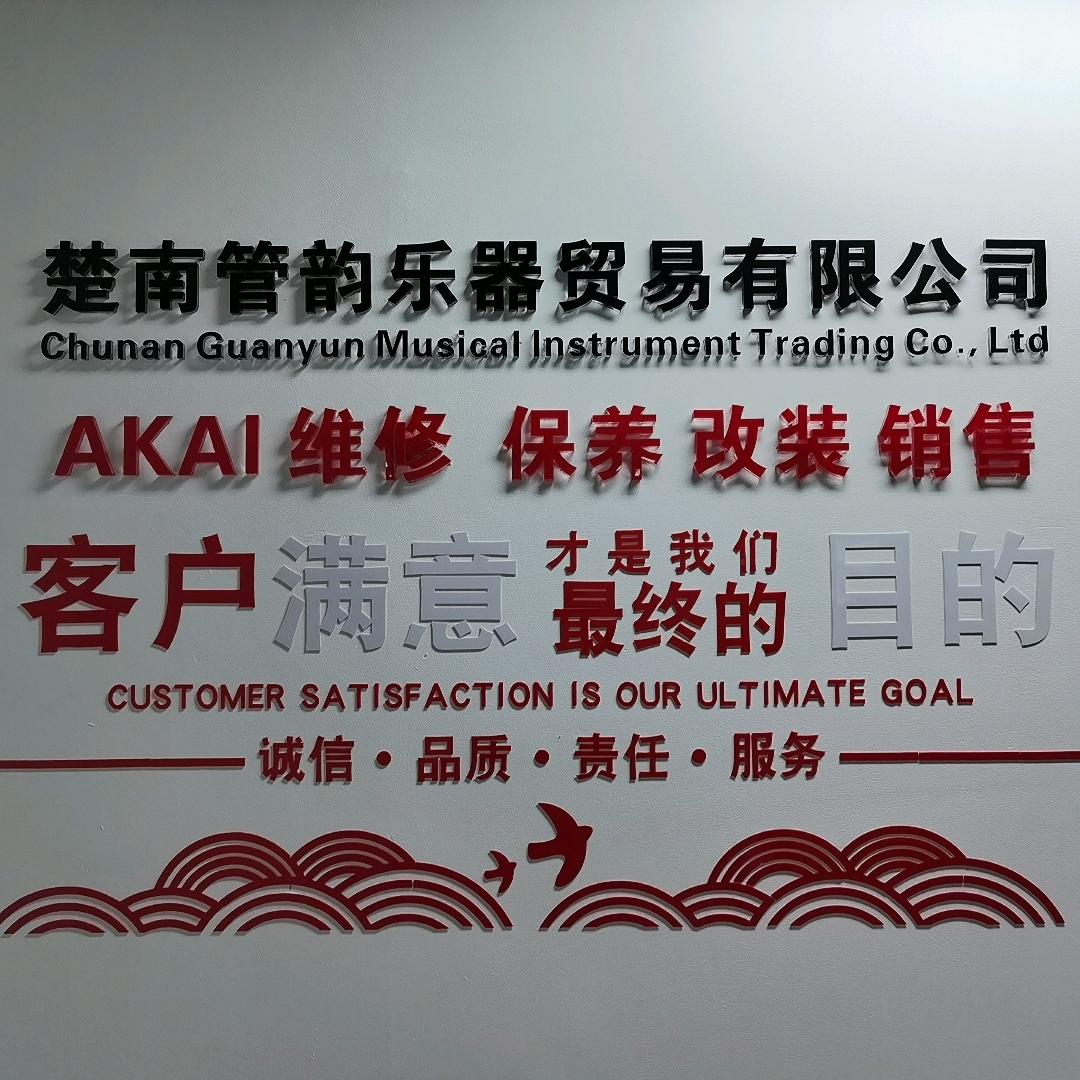 楚南管韵乐器贸易有限公司
Chunan Guanyun Musical Instrument Trading Co., Ltd
AKAI 维修 保养 改装 销售
客户满意 才是我们 最终的 目的
CUSTOMER SATISFACTION IS OUR ULTIMATE GOAL
诚信·品质·责任·服务